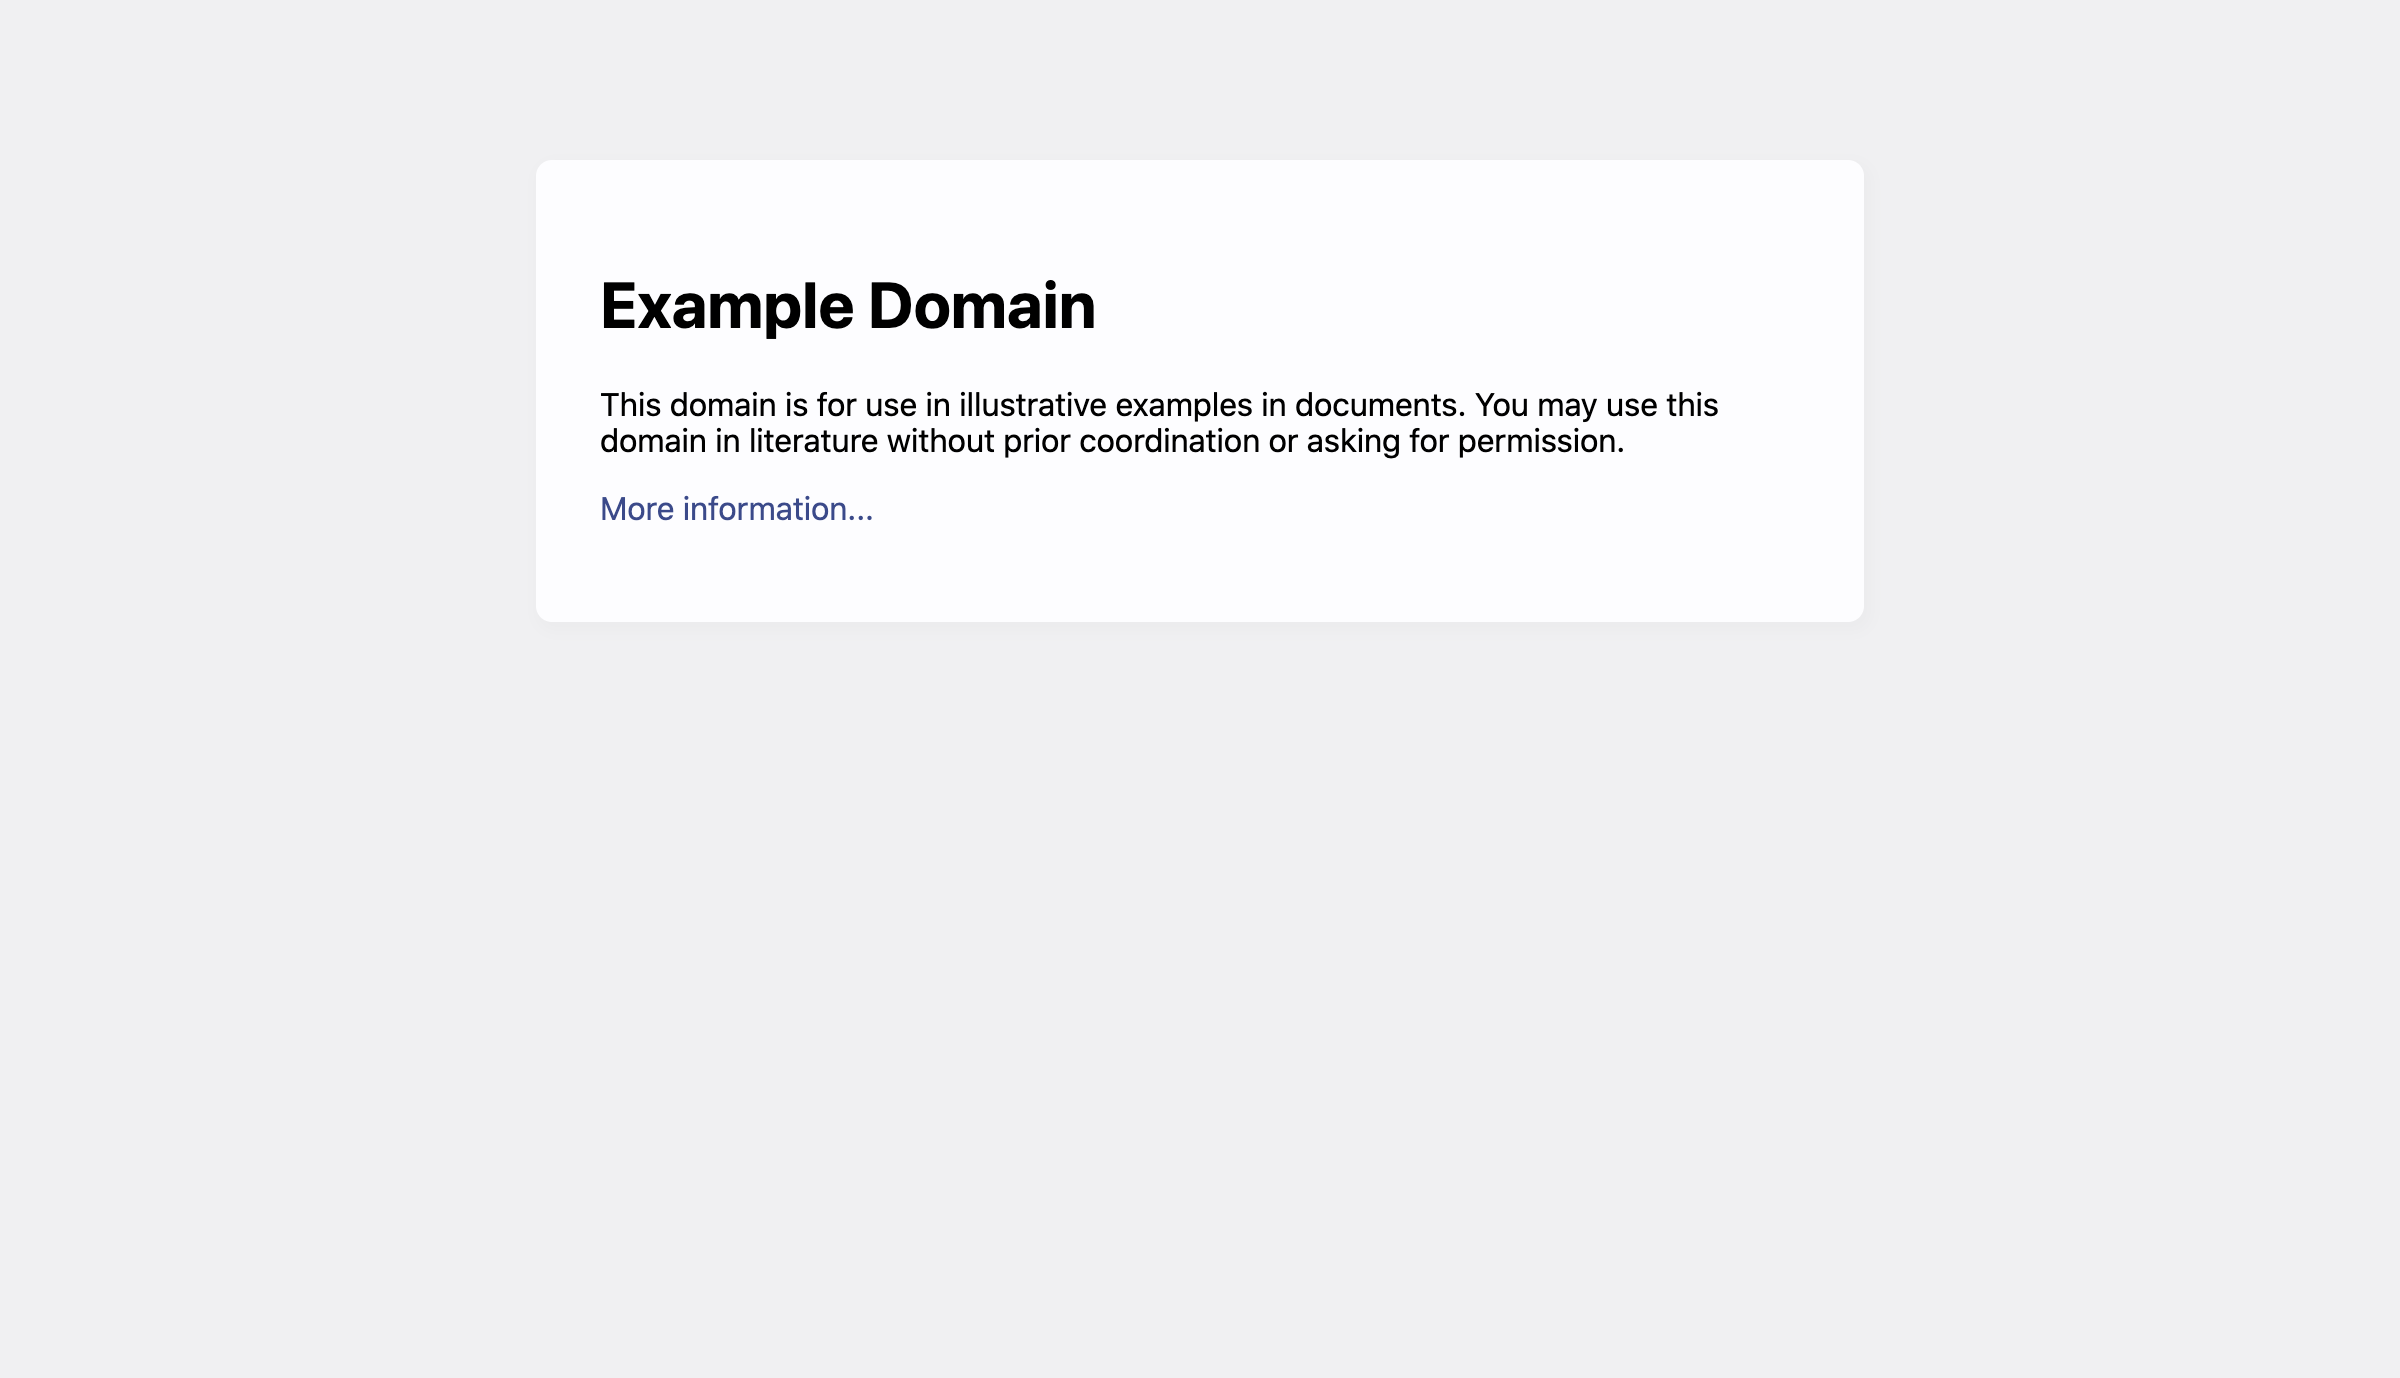 Example Domain
This domain is for use in illustrative examples in documents. You may use this
domain in literature without prior coordination or asking for permission.
More information...